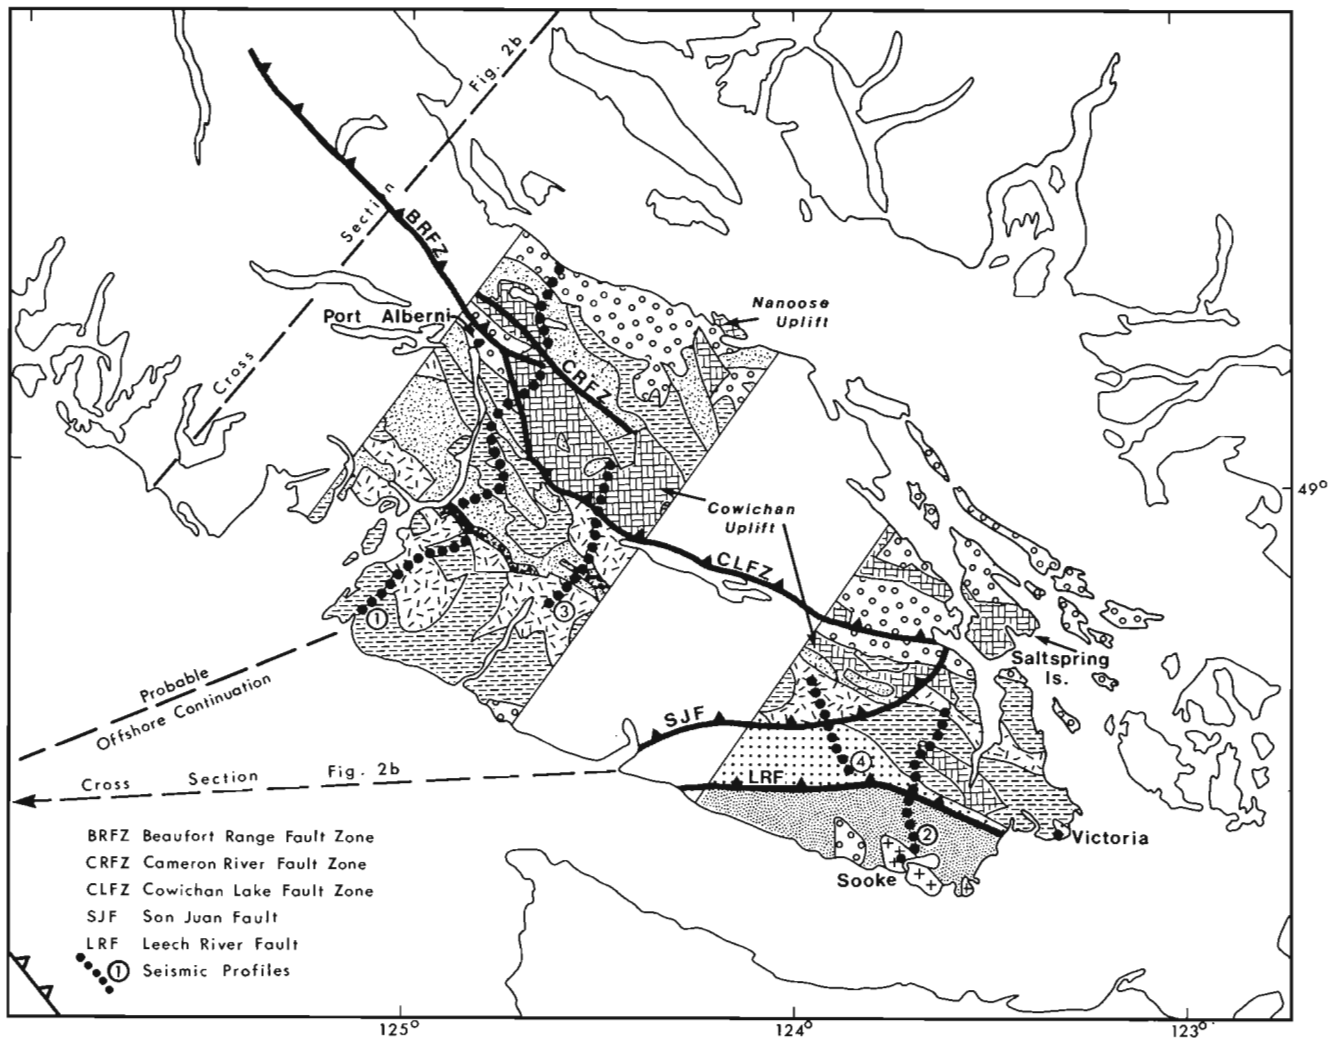 Fig. 2b
Section
Cross
BRFZ
Port Alberni
Nanoose
Uplift
CRFZ
Cowichan
Uplift
49°
CLFZ
1
3
Saltspring
Is.
Probable
Offshore Continuation
SJF
4
Cross Section Fig. 2b
LRF
2
Victoria
Sooke
BRFZ Beaufort Range Fault Zone
CRFZ Cameron River Fault Zone
CLFZ Cowichan Lake Fault Zone
SJF Son Juan Fault
LRF Leech River Fault
1 Seismic Profiles
125° 124° 123°